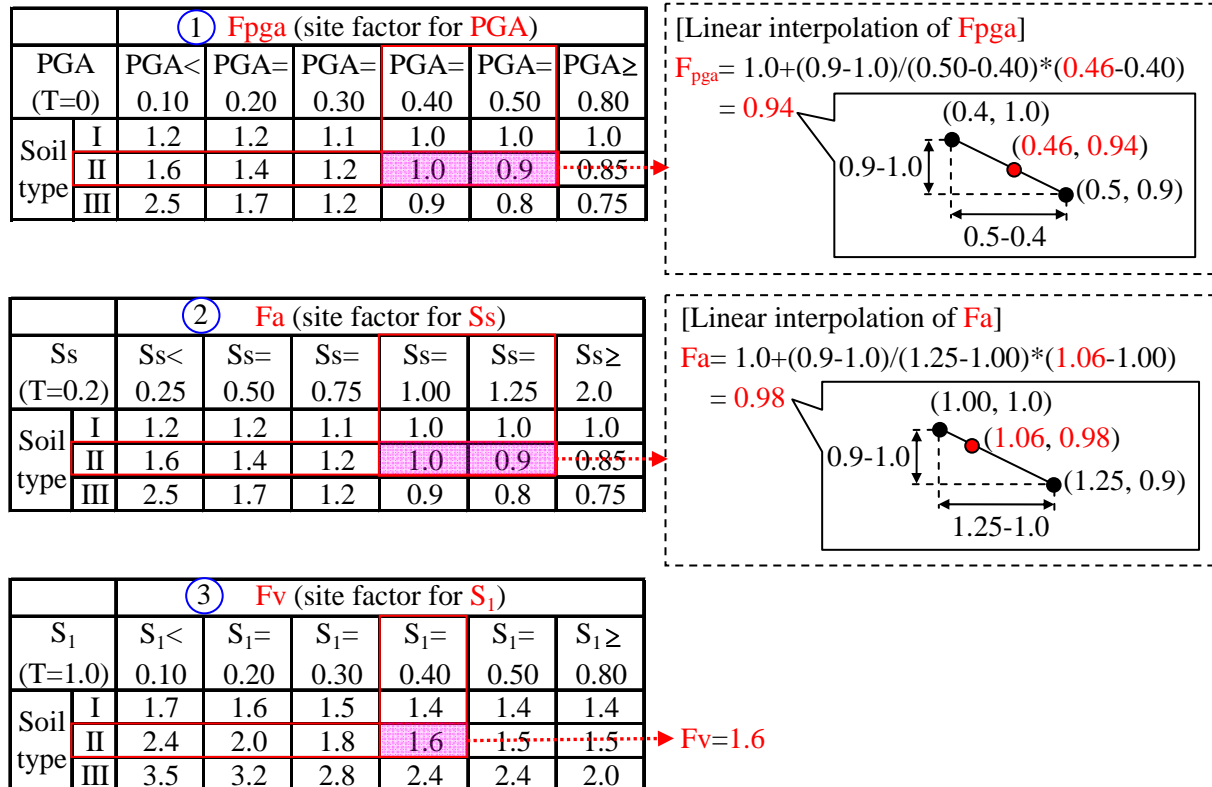 ① Fpga (site factor for PGA)
PGA PGA< PGA= PGA= PGA= PGA= PGA≥
(T=0) 0.10 0.20 0.30 0.40 0.50 0.80
Soil type I 1.2 1.2 1.1 1.0 1.0 1.0
II 1.6 1.4 1.2 1.0 0.9 0.85
III 2.5 1.7 1.2 0.9 0.8 0.75
[Linear interpolation of Fpga]
Fpga= 1.0+(0.9-1.0)/(0.50-0.40)*(0.46-0.40)
= 0.94
(0.4, 1.0)
(0.46, 0.94)
0.9-1.0
(0.5, 0.9)
0.5-0.4
② Fa (site factor for Ss)
Ss Ss< Ss= Ss= Ss= Ss= Ss≥
(T=0.2) 0.25 0.50 0.75 1.00 1.25 2.0
Soil type I 1.2 1.2 1.1 1.0 1.0 1.0
II 1.6 1.4 1.2 1.0 0.9 0.85
III 2.5 1.7 1.2 0.9 0.8 0.75
[Linear interpolation of Fa]
Fa= 1.0+(0.9-1.0)/(1.25-1.00)*(1.06-1.00)
= 0.98
(1.00, 1.0)
(1.06, 0.98)
0.9-1.0
(1.25, 0.9)
1.25-1.0
③ Fv (site factor for S1)
S1 S1< S1= S1= S1= S1= S1≥
(T=1.0) 0.10 0.20 0.30 0.40 0.50 0.80
Soil type I 1.7 1.6 1.5 1.4 1.4 1.4
II 2.4 2.0 1.8 1.6 1.5 1.5
III 3.5 3.2 2.8 2.4 2.4 2.0
Fv=1.6